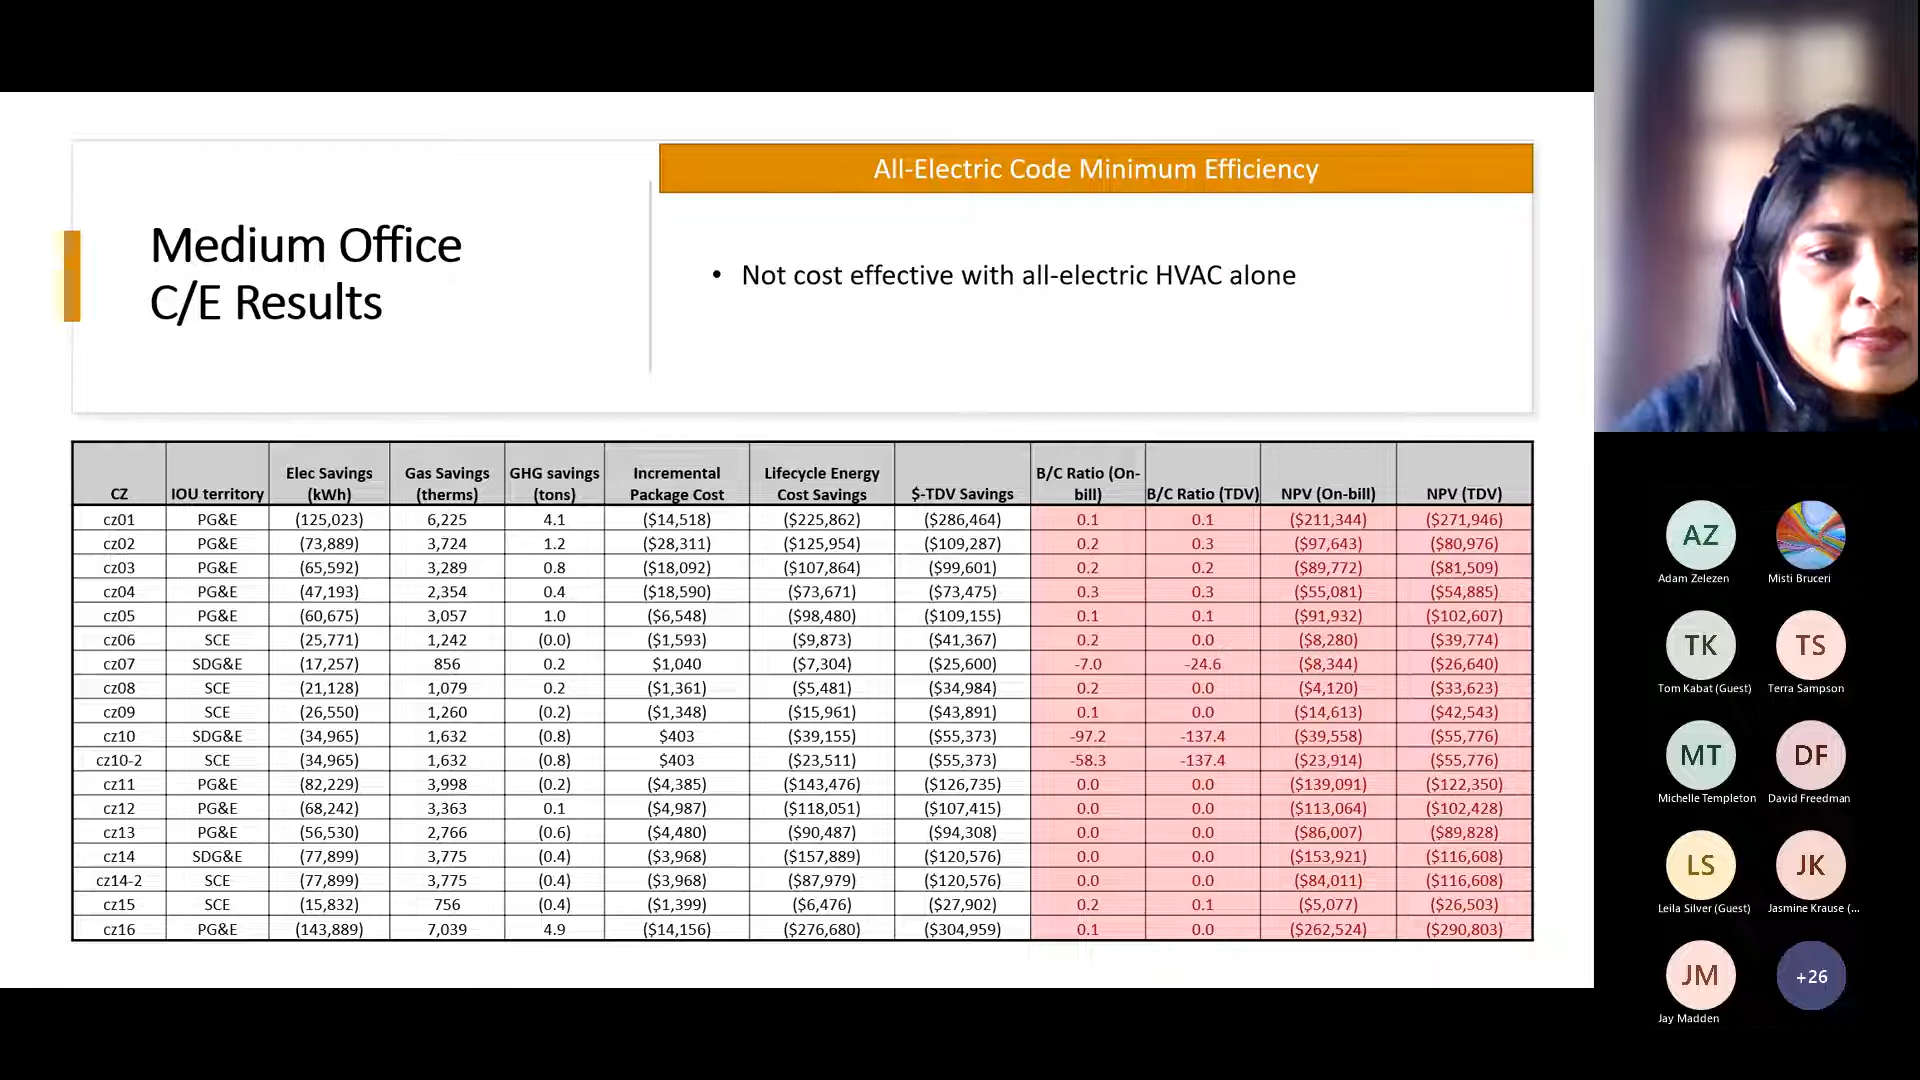 All-Electric Code Minimum Efficiency
Medium Office
C/E Results
• Not cost effective with all-electric HVAC alone
CZ IOU territory Elec Savings (kWh) Gas Savings (therms) GHG savings (tons) Incremental Package Cost Lifecycle Energy Cost Savings $-TDV Savings B/C Ratio (On-bill) B/C Ratio (TDV) NPV (On-bill) NPV (TDV)
cz01 PG&E (125,023) 6,225 4.1 ($14,518) ($225,862) ($286,464) 0.1 0.1 ($211,344) ($271,946)
cz02 PG&E (73,889) 3,724 1.2 ($28,311) ($125,954) ($109,287) 0.2 0.3 ($97,643) ($80,976)
cz03 PG&E (65,592) 3,289 0.8 ($18,092) ($107,864) ($99,601) 0.2 0.2 ($89,772) ($81,509)
cz04 PG&E (47,193) 2,354 0.4 ($18,590) ($73,671) ($73,475) 0.3 0.3 ($55,081) ($54,885)
cz05 PG&E (60,675) 3,057 1.0 ($6,548) ($98,480) ($109,155) 0.1 0.1 ($91,932) ($102,607)
cz06 SCE (25,771) 1,242 (0.0) ($1,593) ($9,873) ($41,367) 0.2 0.0 ($8,280) ($39,774)
cz07 SDG&E (17,257) 856 0.2 $1,040 ($7,304) ($25,600) -7.0 -24.6 ($8,344) ($26,640)
cz08 SCE (21,128) 1,079 0.2 ($1,361) ($5,481) ($34,984) 0.2 0.0 ($4,120) ($33,623)
cz09 SCE (26,550) 1,260 (0.2) ($1,348) ($15,961) ($43,891) 0.1 0.0 ($14,613) ($42,543)
cz10 SDG&E (34,965) 1,632 (0.8) $403 ($39,155) ($55,373) -97.2 -137.4 ($39,558) ($55,776)
cz10-2 SCE (34,965) 1,632 (0.8) $403 ($23,511) ($55,373) -58.3 -137.4 ($23,914) ($55,776)
cz11 PG&E (82,229) 3,998 (0.2) ($4,385) ($143,476) ($126,735) 0.0 0.0 ($139,091) ($122,350)
cz12 PG&E (68,242) 3,363 0.1 ($4,987) ($118,051) ($107,415) 0.0 0.0 ($113,064) ($102,428)
cz13 PG&E (56,530) 2,766 (0.6) ($4,480) ($90,487) ($94,308) 0.0 0.0 ($86,007) ($89,828)
cz14 SDG&E (77,899) 3,775 (0.4) ($3,968) ($157,889) ($120,576) 0.0 0.0 ($153,921) ($116,608)
cz14-2 SCE (77,899) 3,775 (0.4) ($3,968) ($87,979) ($120,576) 0.0 0.0 ($84,011) ($116,608)
cz15 SCE (15,832) 756 (0.4) ($1,399) ($6,476) ($27,902) 0.2 0.1 ($5,077) ($26,503)
cz16 PG&E (143,889) 7,039 4.9 ($14,156) ($276,680) ($304,959) 0.1 0.0 ($262,524) ($290,803)
AZ
Adam Zelezen Misti Bruceri
TK TS
Tom Kabat (Guest) Terra Sampson
MT DF
Michelle Templeton David Freedman
LS JK
Leila Silver (Guest) Jasmine Krause (...
JM +26
Jay Madden